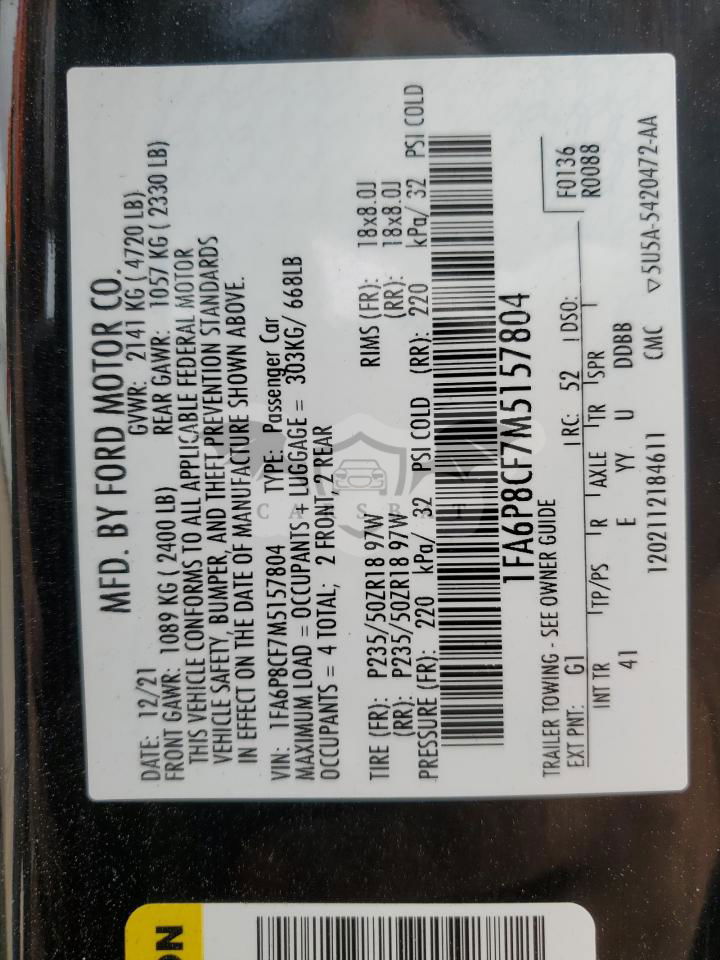 MFD. BY FORD MOTOR CO.
DATE: 12/21 GVWR: 2141 KG ( 4720 LB)
FRONT GAWR: 1089 KG ( 2400 LB) REAR GAWR: 1057 KG ( 2330 LB)
THIS VEHICLE CONFORMS TO ALL APPLICABLE FEDERAL MOTOR
VEHICLE SAFETY, BUMPER, AND THEFT PREVENTION STANDARDS
IN EFFECT ON THE DATE OF MANUFACTURE SHOWN ABOVE.
VIN: 1FA6P8CF7M5157804 TYPE: Passenger Car
MAXIMUM LOAD = OCCUPANTS + LUGGAGE = 303KG/ 668LB
OCCUPANTS = 4 TOTAL; 2 FRONT, 2 REAR
TIRE (FR): P235/50ZR18 97W RIMS (FR): 18x8.0J
(RR): P235/50ZR18 97W (RR): 18x8.0J
PRESSURE (FR): 220 kPa/ 32 PSI COLD (RR): 220 kPa/ 32 PSI COLD
1FA6P8CF7M5157804
TRAILER TOWING - SEE OWNER GUIDE F0136
EXT PNT: G1 RC: 52 DSO: R0088
INT TR TP/PS R AXLE TR SPR
41 E YY U DDBB
12021112184611 CMC ▽5U5A-5420472-AA